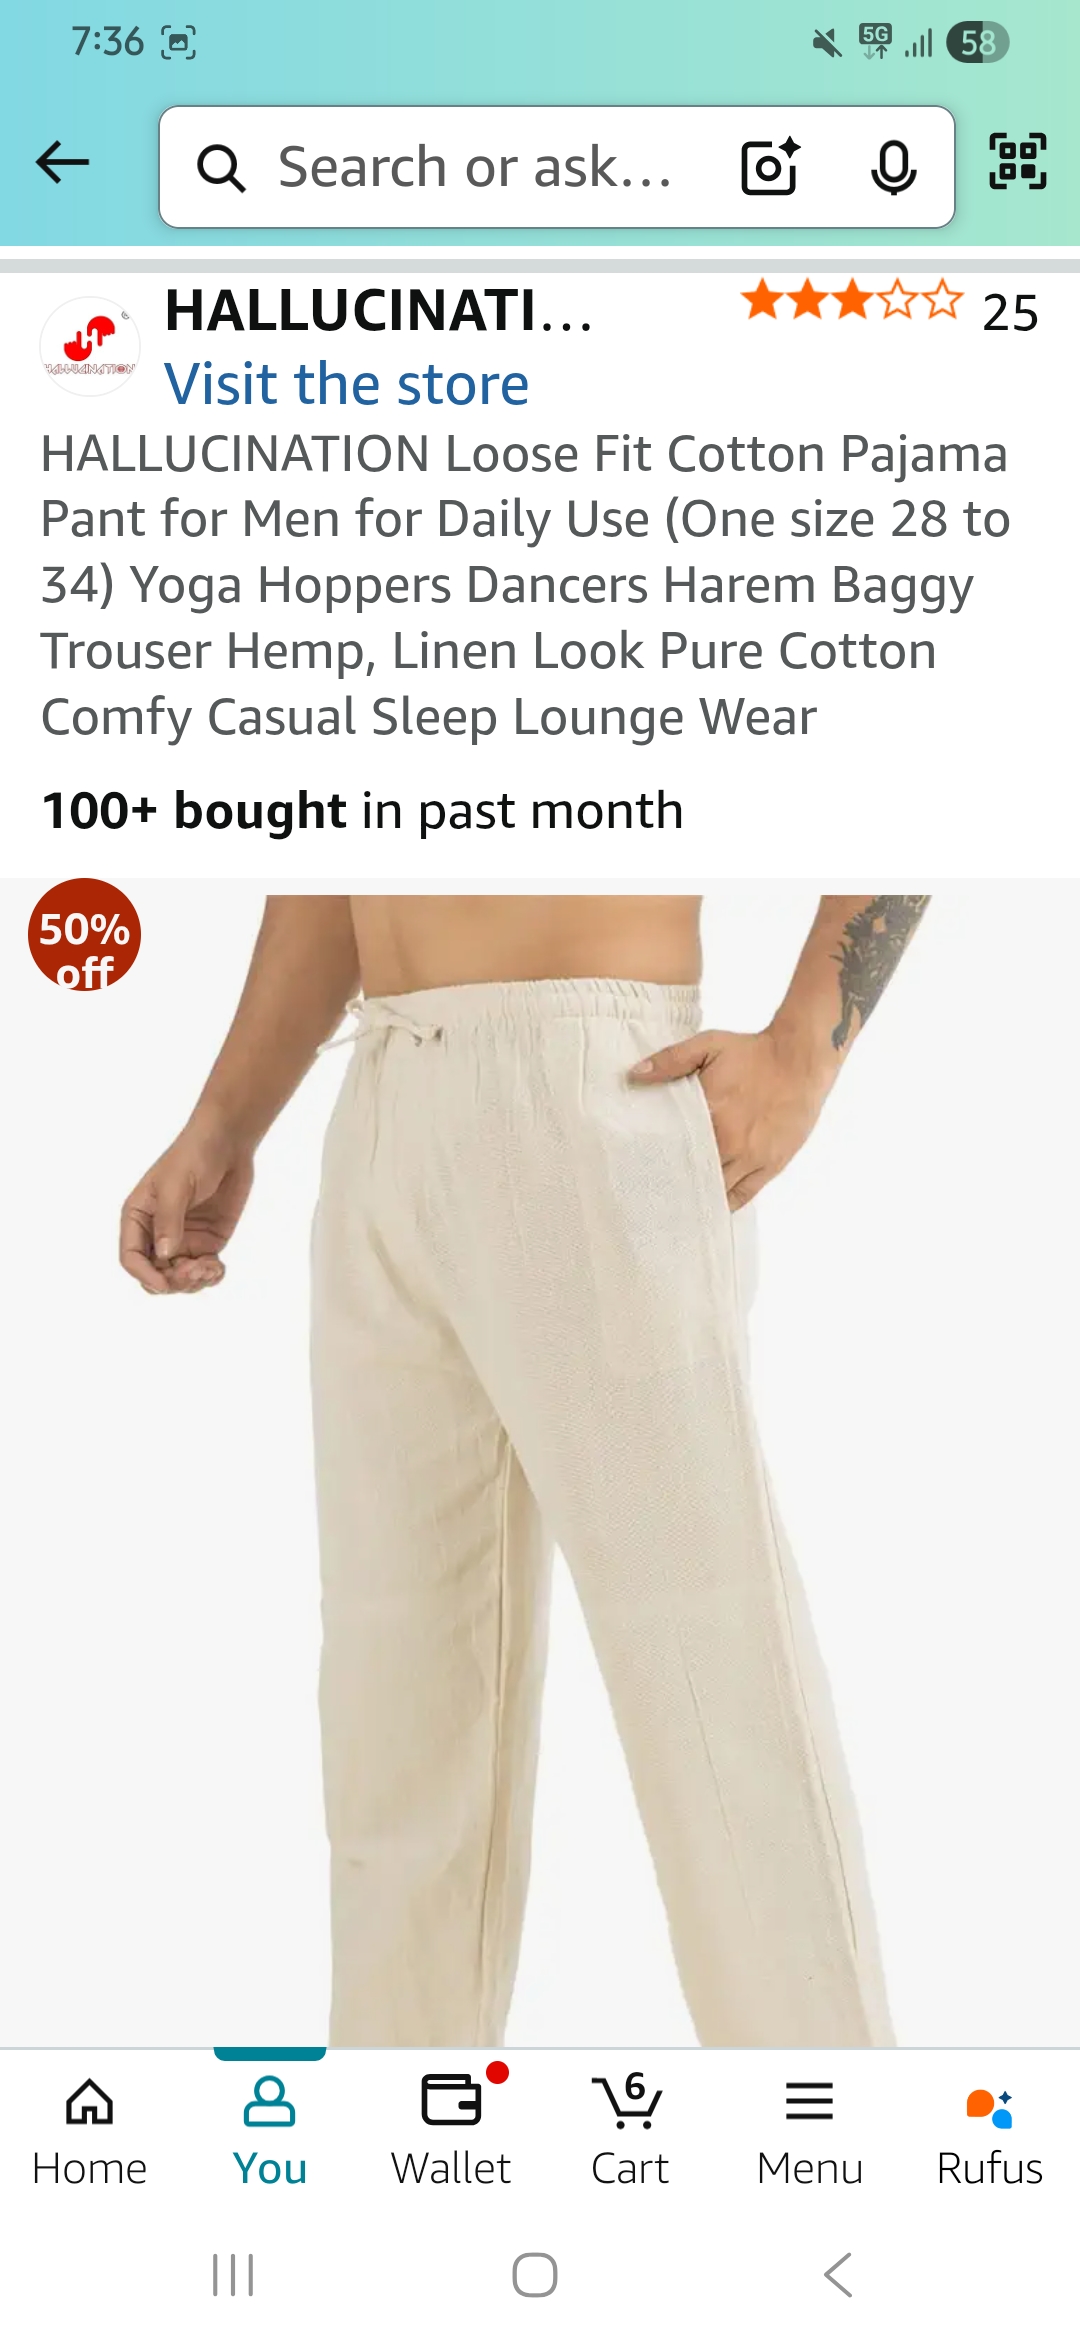 7:36
5G
58
Search or ask...
HALLUCINATI...
25
HALLUCINATION
Visit the store
HALLUCINATION Loose Fit Cotton Pajama
Pant for Men for Daily Use (One size 28 to
34) Yoga Hoppers Dancers Harem Baggy
Trouser Hemp, Linen Look Pure Cotton
Comfy Casual Sleep Lounge Wear
100+ bought in past month
50%
off
6
Home
You
Wallet
Cart
Menu
Rufus